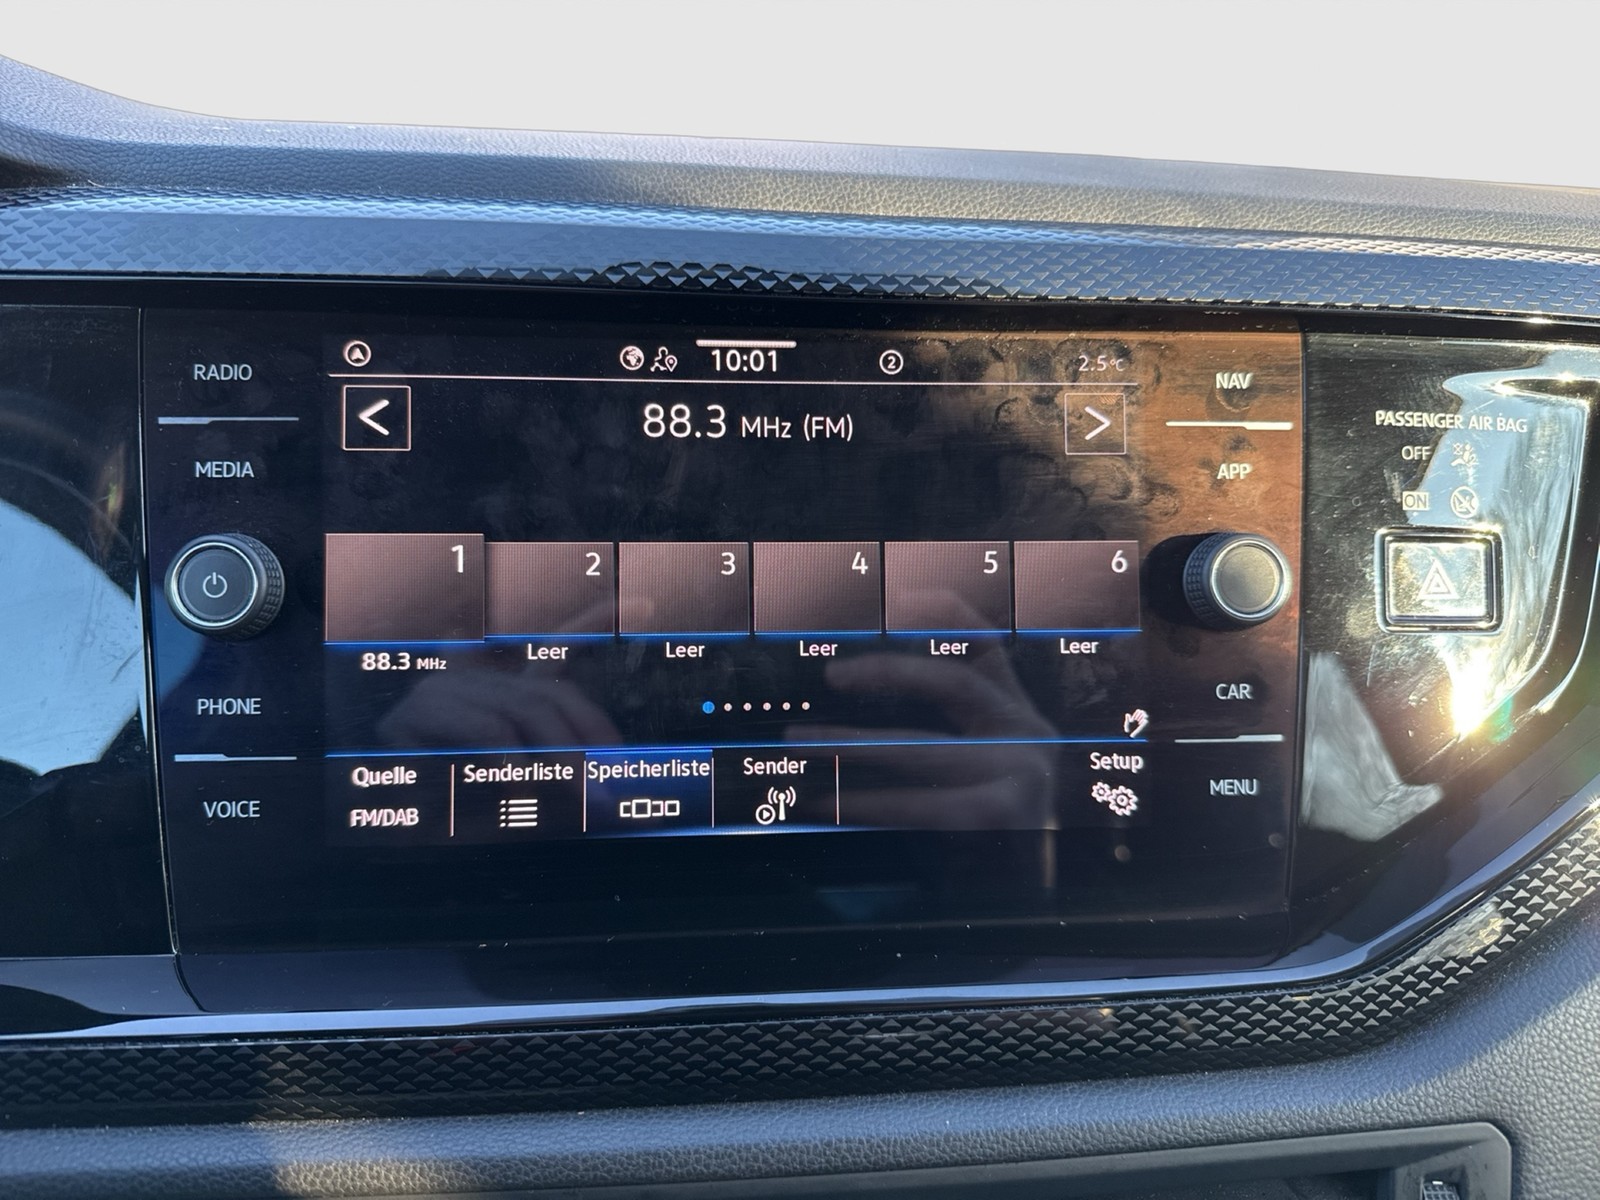 RADIO
MEDIA
PHONE
VOICE
10:01
2
2.5°C
< 88.3 MHz (FM) >
1
2
3
4
5
6
88.3 MHz
Leer
Leer
Leer
Leer
Leer
Quelle
FM/DAB
Senderliste
Speicherliste
Sender
Setup
NAV
APP
CAR
MENU
PASSENGER AIR BAG
OFF
ON